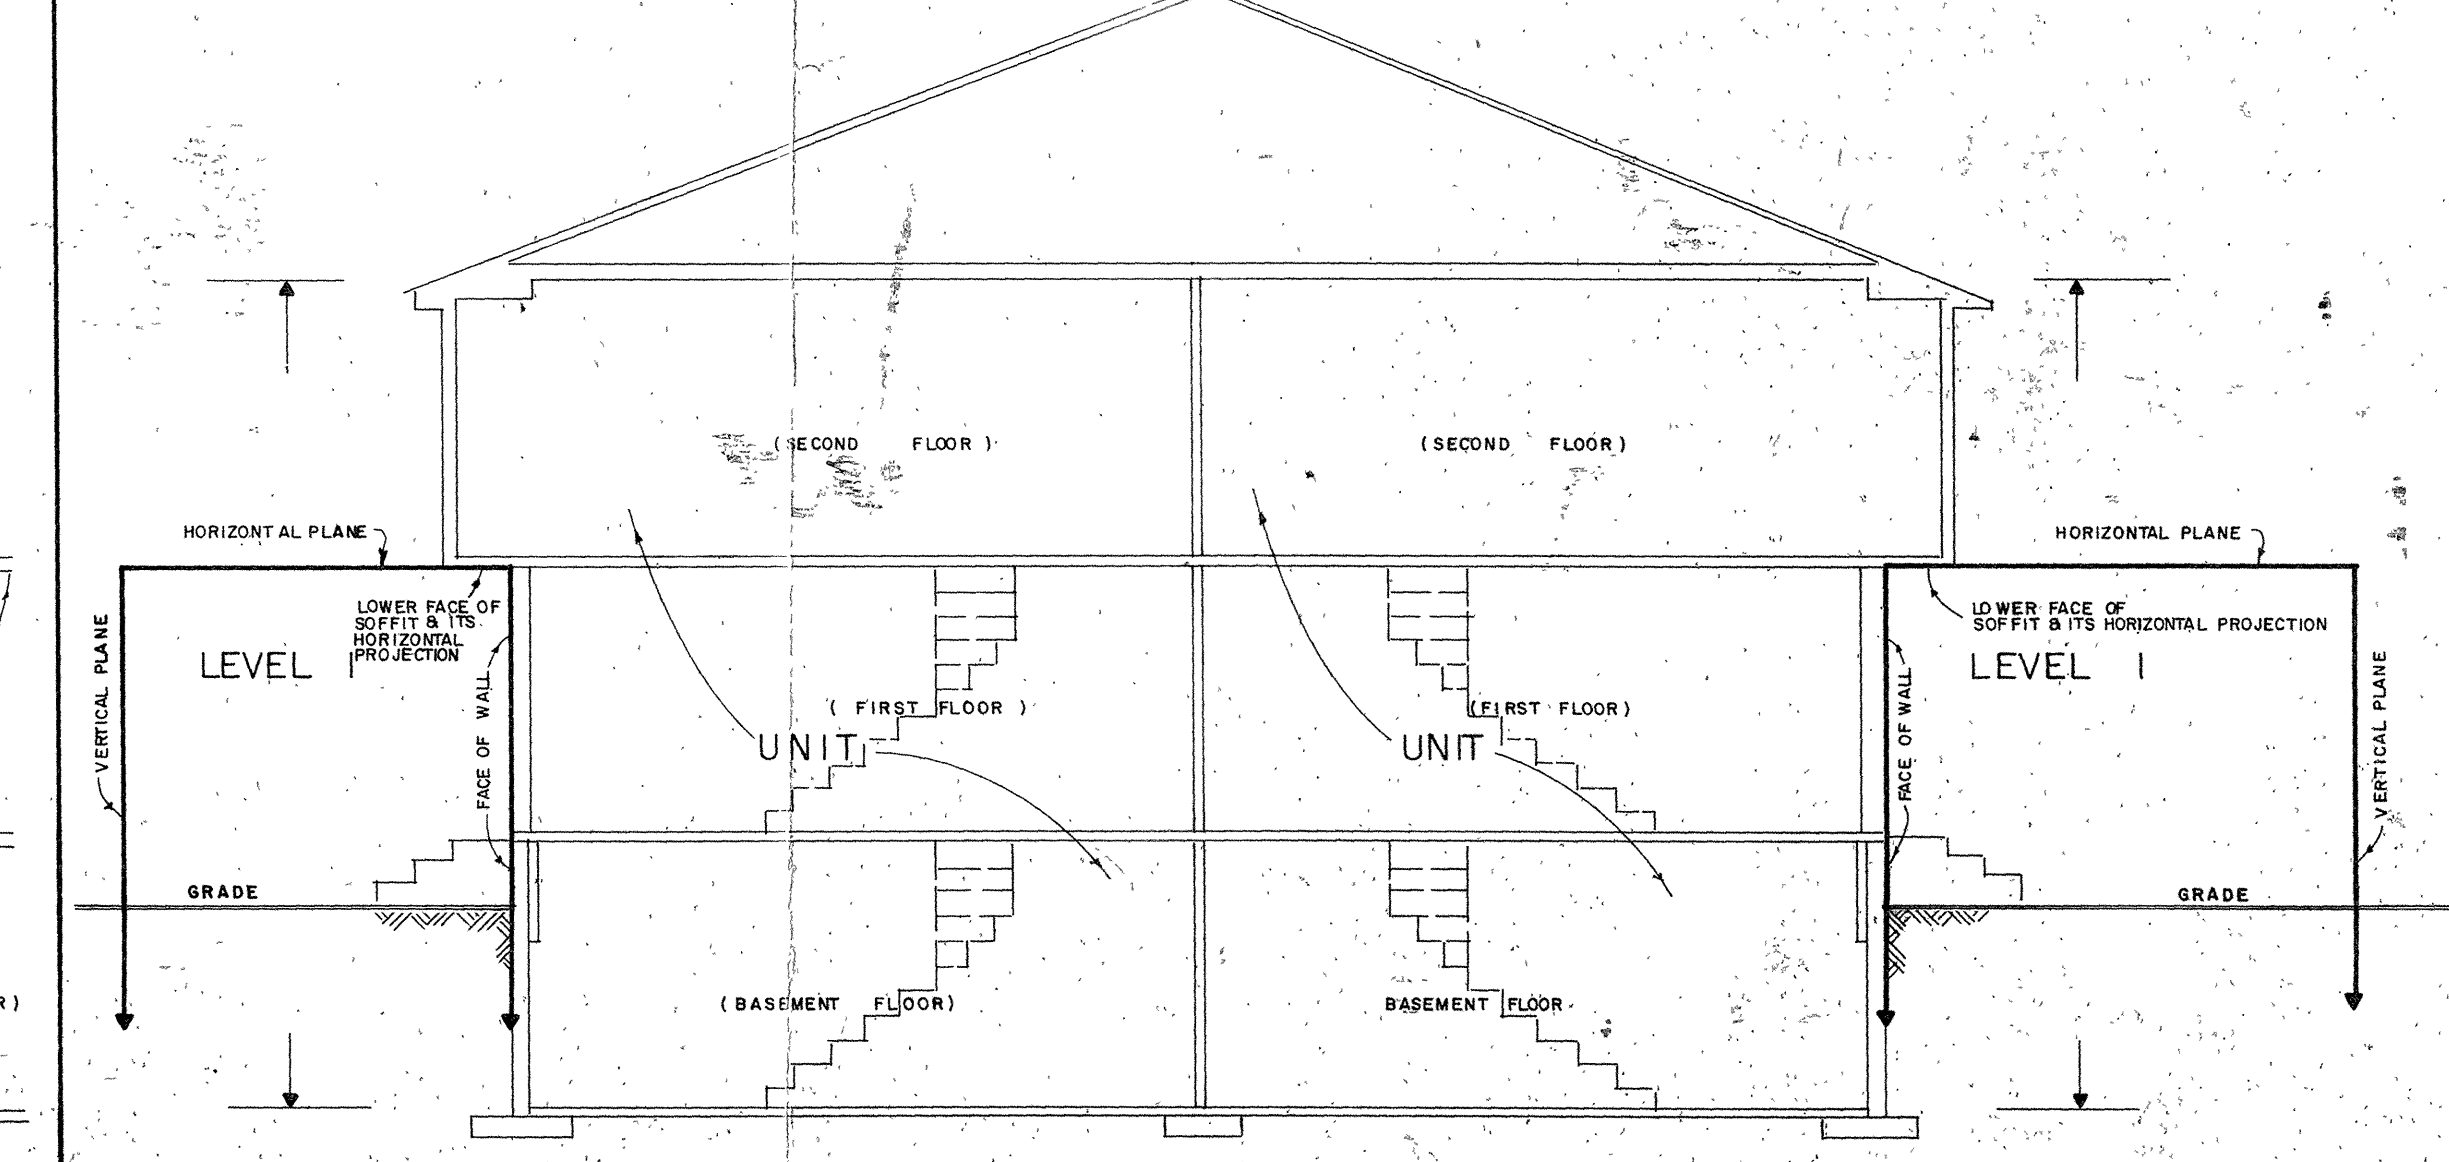 (SECOND FLOOR)
(SECOND FLOOR)
HORIZONTAL PLANE
HORIZONTAL PLANE
LOWER FACE OF
SOFFIT & ITS
HORIZONTAL
PROJECTION
LOWER FACE OF
SOFFIT & ITS HORIZONTAL PROJECTION
LEVEL 1
LEVEL 1
VERTICAL PLANE
FACE OF WALL
FACE OF WALL
VERTICAL PLANE
(FIRST FLOOR)
(FIRST FLOOR)
UNIT
UNIT
GRADE
GRADE
R)
(BASEMENT FLOOR)
BASEMENT FLOOR